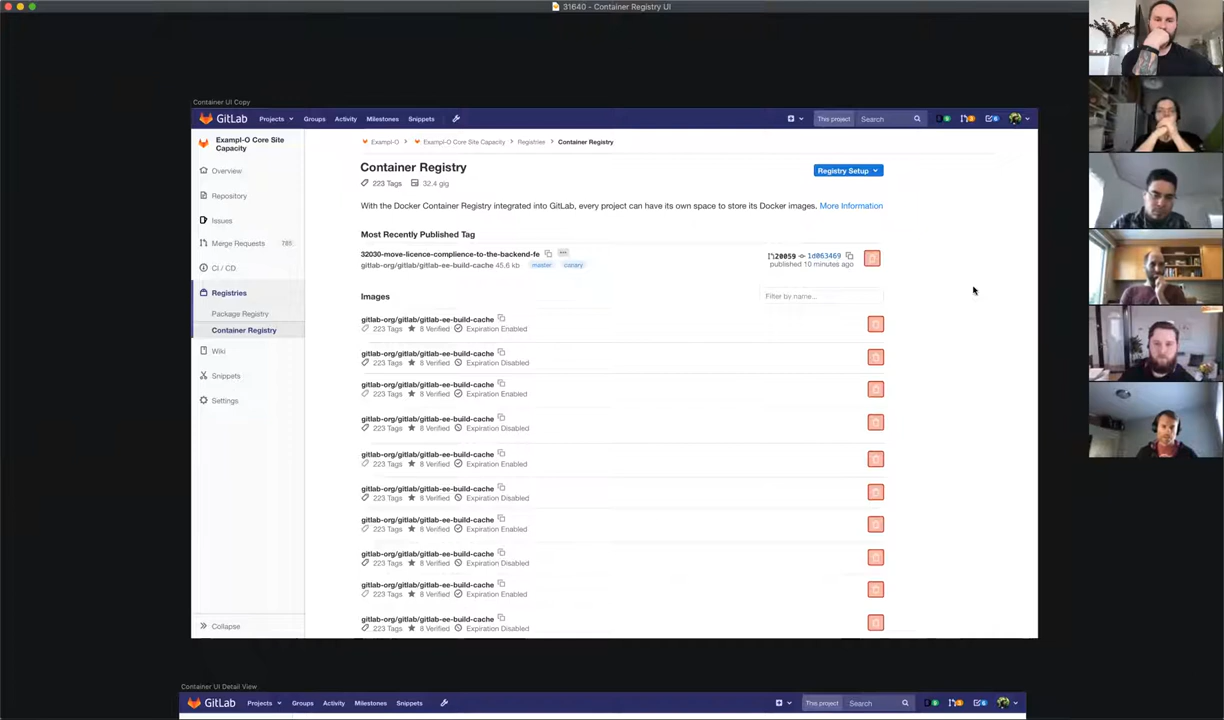 31640 - Container Registry UI
Container UI Copy
GitLab Projects Groups Activity Milestones Snippets This project Search
Exampl-O Core Site Capacity
Overview
Repository
Issues
Merge Requests 785
CI / CD
Registries
Package Registry
Container Registry
Wiki
Snippets
Settings
Collapse
Exampl-O > Exampl-O Core Site Capacity > Registries > Container Registry
Container Registry
Registry Setup
223 Tags 32.4 gig
With the Docker Container Registry integrated into GitLab, every project can have its own space to store its Docker images. More Information
Most Recently Published Tag
32030-move-licence-complience-to-the-backend-fe
20059 1d063469
gitlab-org/gitlab/gitlab-ee-build-cache 45.6 kb master canary
published 10 minutes ago
Images
Filter by name...
gitlab-org/gitlab/gitlab-ee-build-cache
223 Tags 8 Verified Expiration Enabled
gitlab-org/gitlab/gitlab-ee-build-cache
223 Tags 8 Verified Expiration Disabled
gitlab-org/gitlab/gitlab-ee-build-cache
223 Tags 8 Verified Expiration Enabled
gitlab-org/gitlab/gitlab-ee-build-cache
223 Tags 8 Verified Expiration Disabled
gitlab-org/gitlab/gitlab-ee-build-cache
223 Tags 8 Verified Expiration Enabled
gitlab-org/gitlab/gitlab-ee-build-cache
223 Tags 8 Verified Expiration Disabled
gitlab-org/gitlab/gitlab-ee-build-cache
223 Tags 8 Verified Expiration Enabled
gitlab-org/gitlab/gitlab-ee-build-cache
223 Tags 8 Verified Expiration Disabled
gitlab-org/gitlab/gitlab-ee-build-cache
223 Tags 8 Verified Expiration Enabled
gitlab-org/gitlab/gitlab-ee-build-cache
223 Tags 8 Verified Expiration Disabled
Container UI Detail View
GitLab Projects Groups Activity Milestones Snippets This project Search